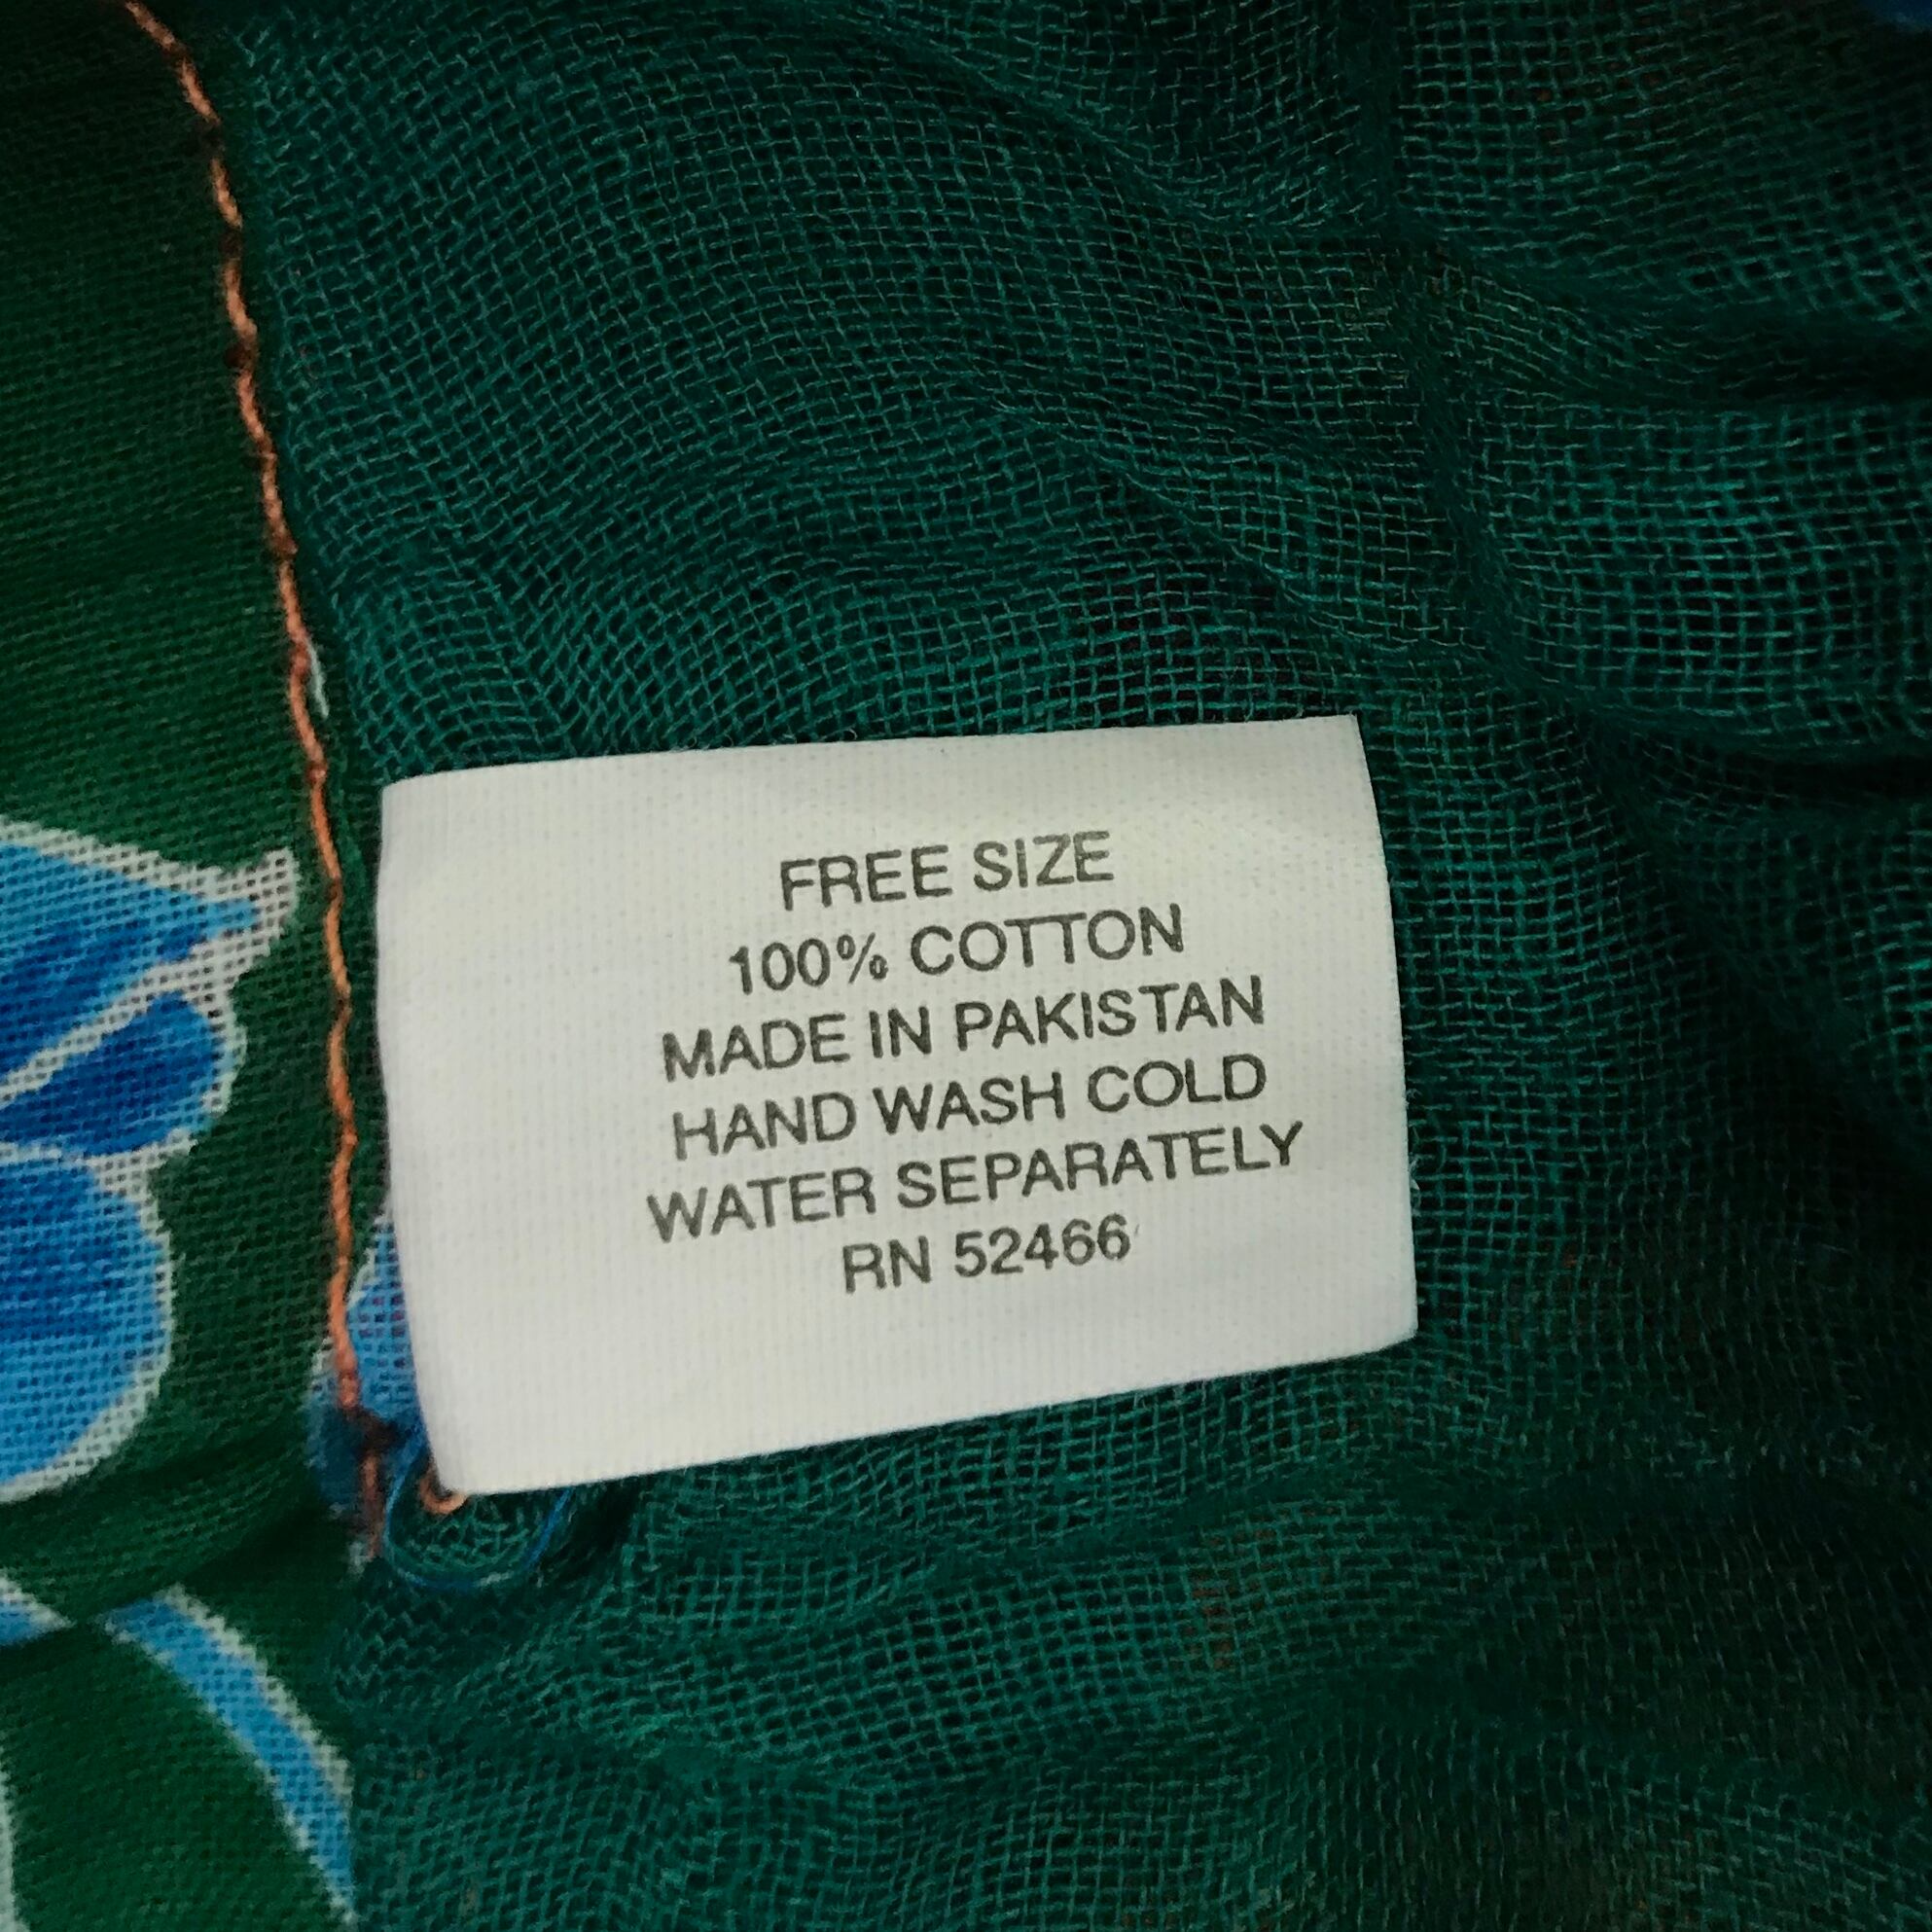 FREE SIZE
100% COTTON
MADE IN PAKISTAN
HAND WASH COLD
WATER SEPARATELY
RN 52466